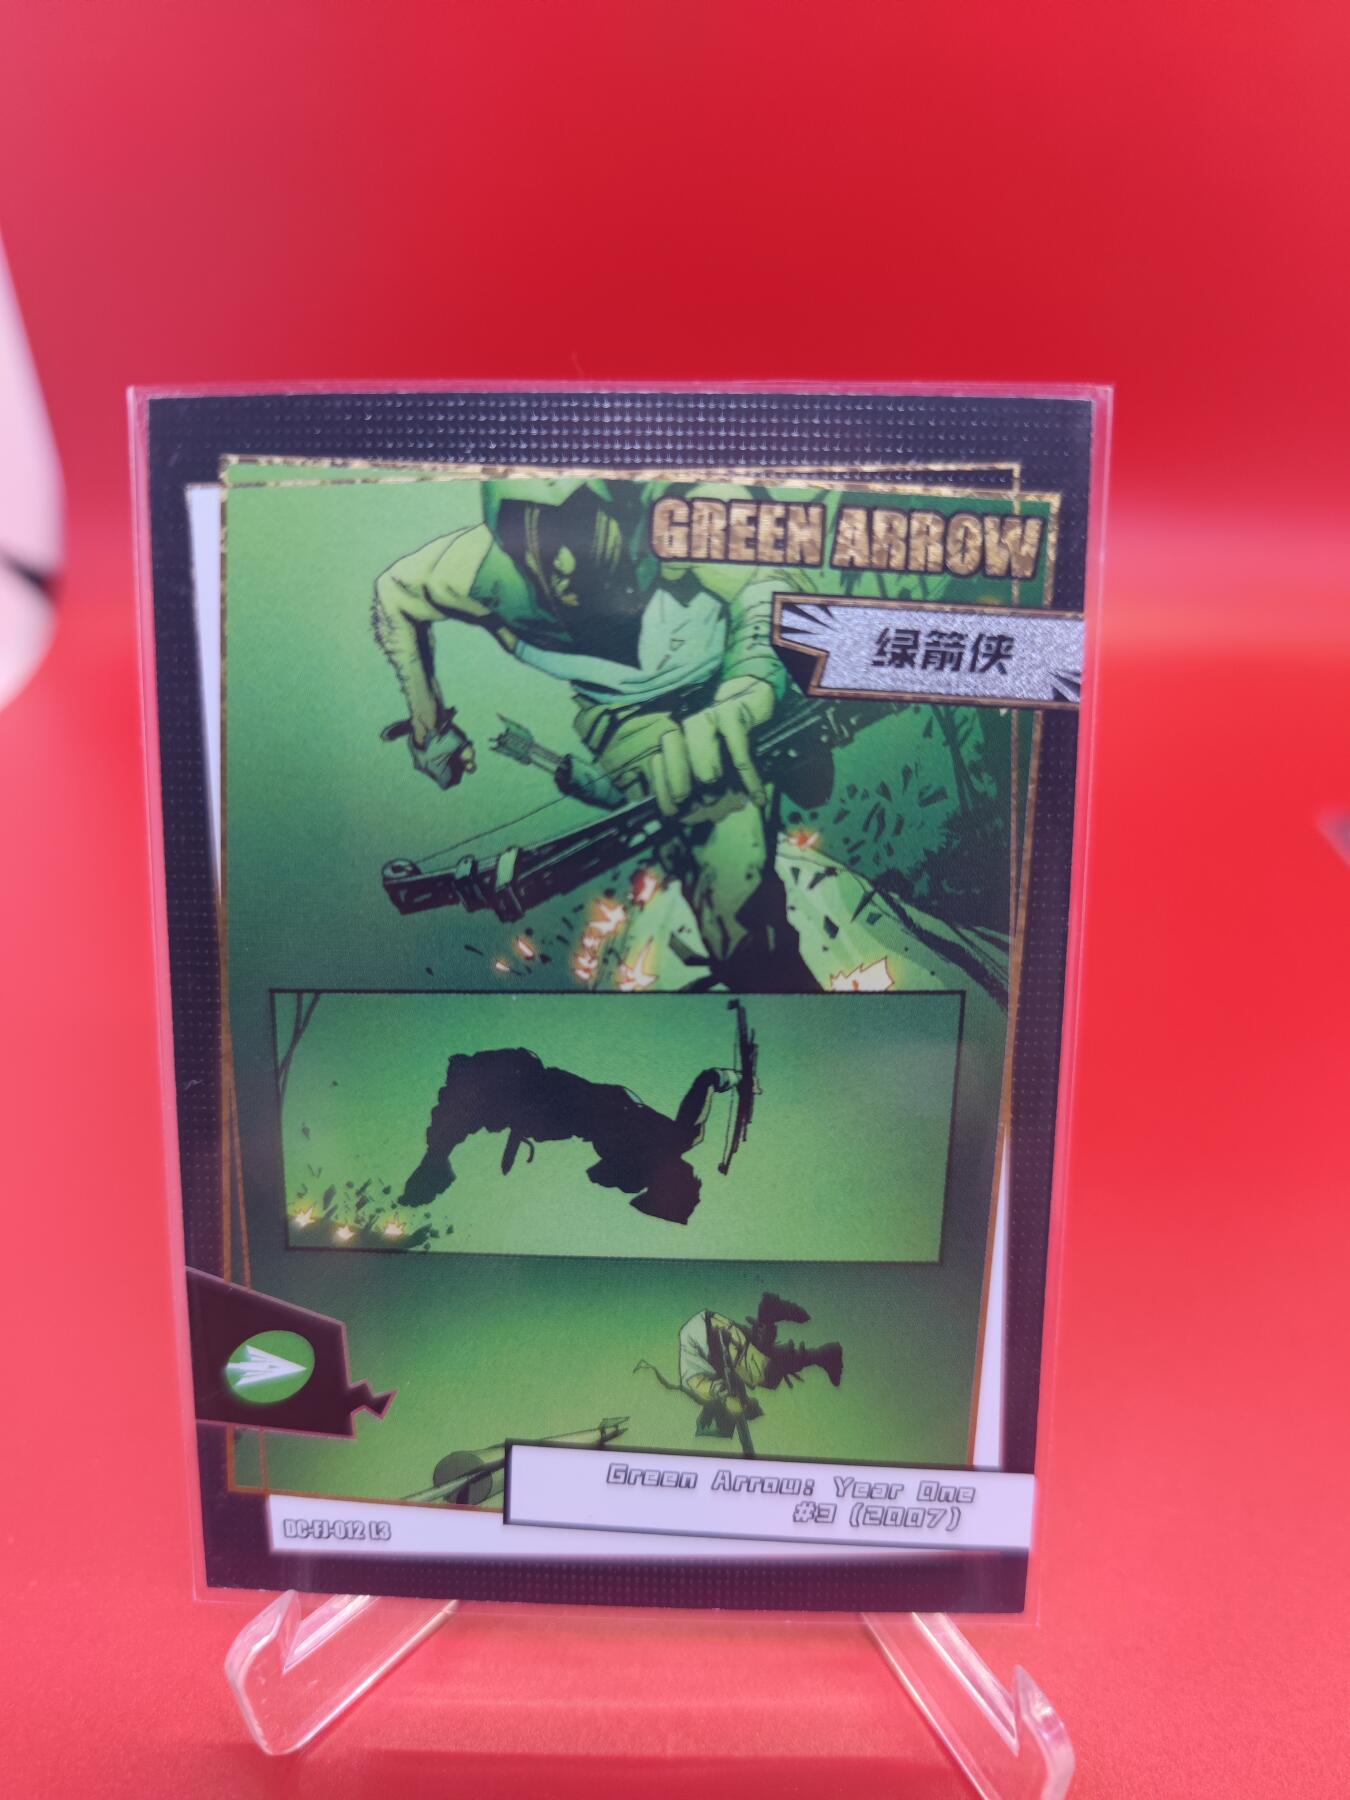 GREEN ARROW
绿箭侠
Green Arrow: Year One
#3 (2007)
DC-FJ-012 L3